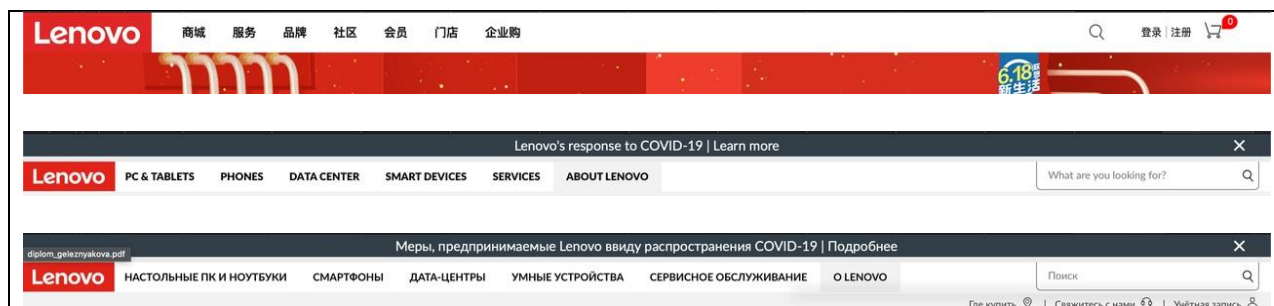 Lenovo 商城 服务 品牌 社区 会员 门店 企业购 登录 | 注册 0
6.18
新生活
Lenovo's response to COVID-19 | Learn more ×
Lenovo PC & TABLETS PHONES DATA CENTER SMART DEVICES SERVICES ABOUT LENOVO What are you looking for?
Меры, предпринимаемые Lenovo ввиду распространения COVID-19 | Подробнее ×
diplom_geleznyakova.pdf
Lenovo НАСТОЛЬНЫЕ ПК И НОУТБУКИ СМАРТФОНЫ ДАТА-ЦЕНТРЫ УМНЫЕ УСТРОЙСТВА СЕРВИСНОЕ ОБСЛУЖИВАНИЕ О LENOVO Поиск
Где купить | Свяжитесь с нами | Учётная запись